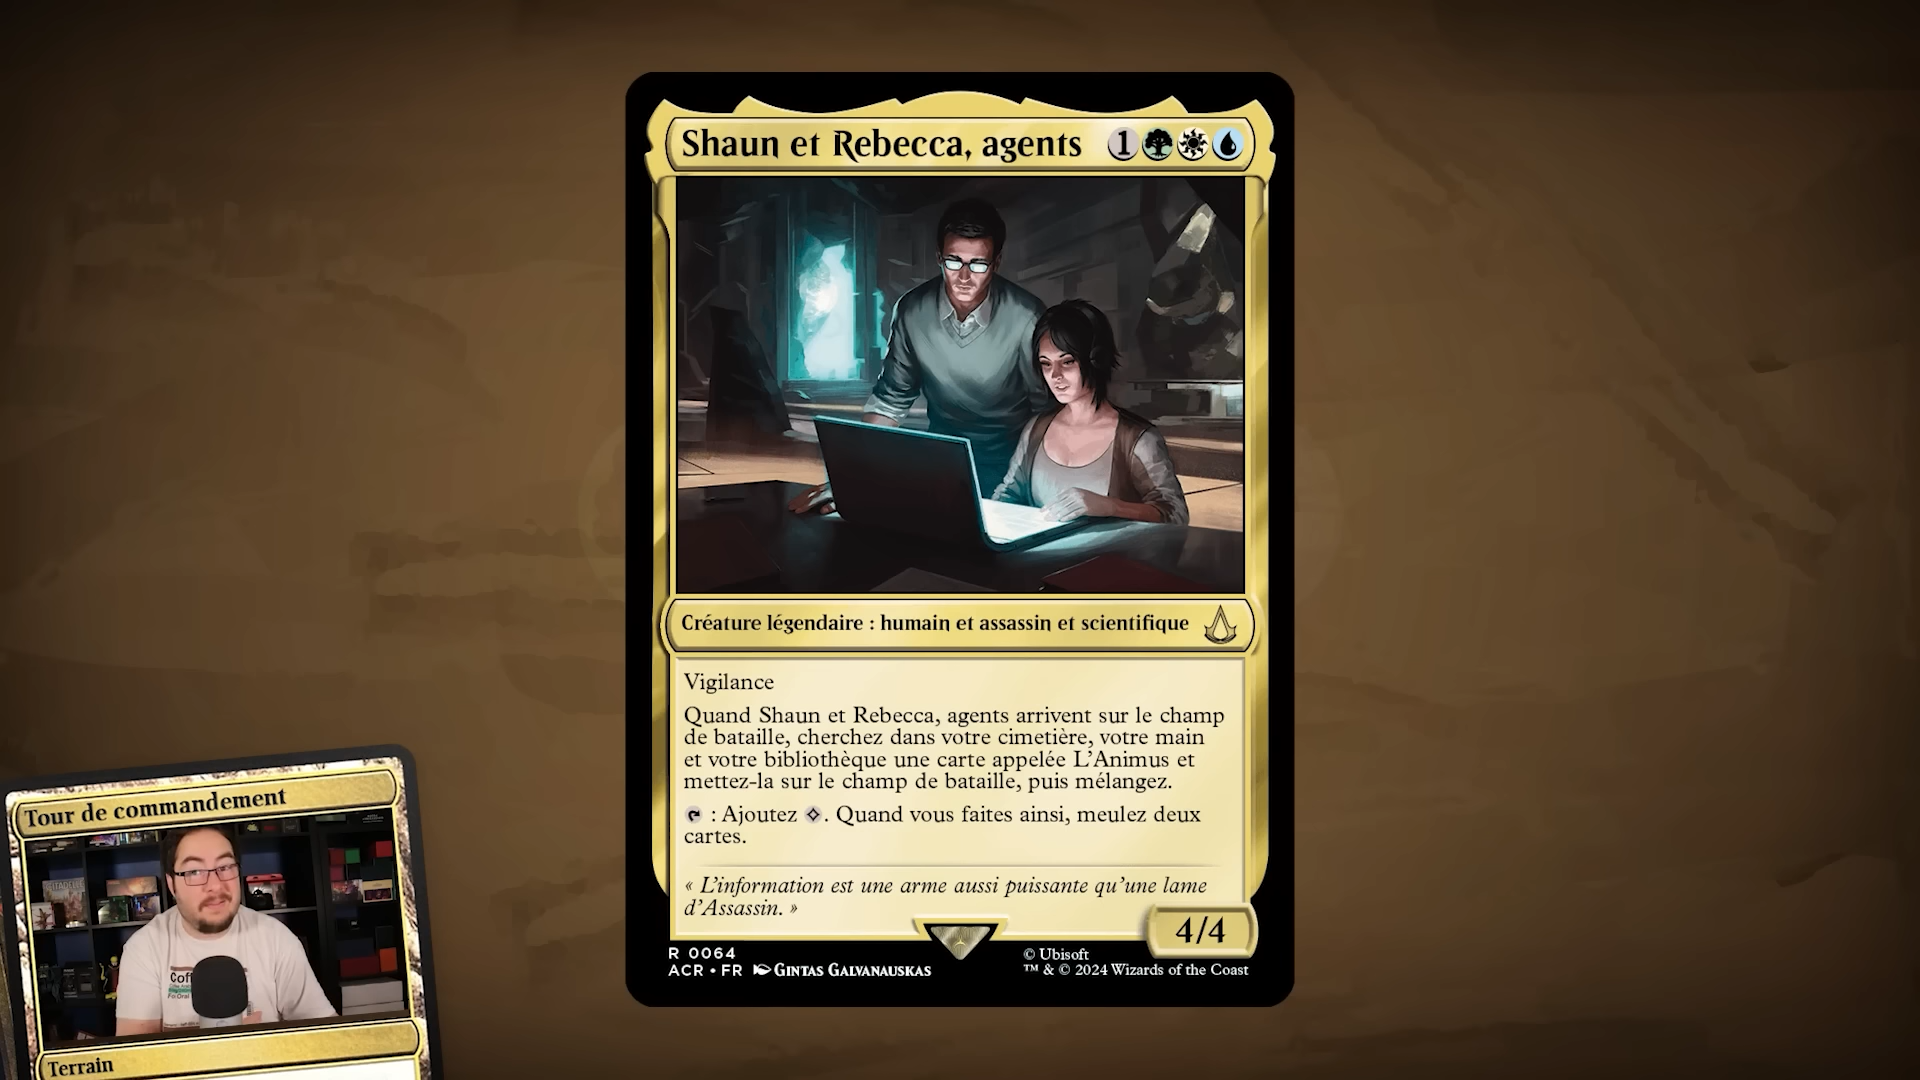 Shaun et Rebecca, agents 1
Créature légendaire : humain et assassin et scientifique
Vigilance
Quand Shaun et Rebecca, agents arrivent sur le champ
de bataille, cherchez dans votre cimetière, votre main
et votre bibliothèque une carte appelée L'Animus et
mettez-la sur le champ de bataille, puis mélangez.
: Ajoutez . Quand vous faites ainsi, meulez deux
cartes.
« L'information est une arme aussi puissante qu'une lame
d'Assassin. »
4/4
R 0064
ACR • FR Gintas Galvanauskas
© Ubisoft
™ & © 2024 Wizards of the Coast
Tour de commandement
Terrain